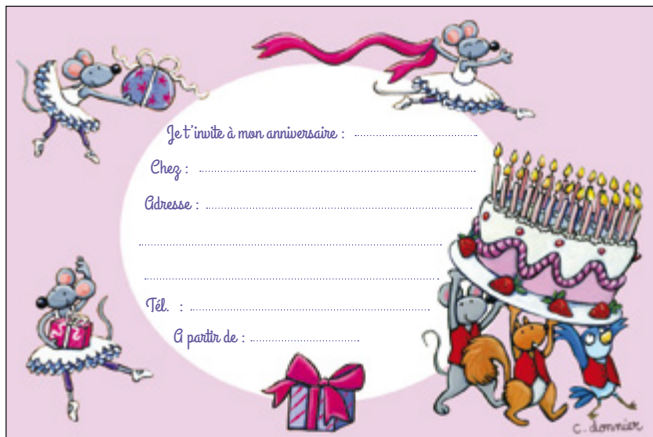 Je t'invite à mon anniversaire : ..............................
Chez : ..............................
Adresse : ..............................
..............................
..............................
Tél. : ..............................
A partir de : ..............................
c. donnier